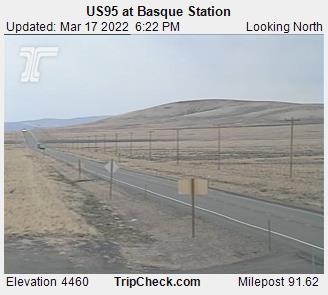 US95 at Basque Station
Updated: Mar 17 2022 6:22 PM Looking North
Elevation 4460 TripCheck.com Milepost 91.62